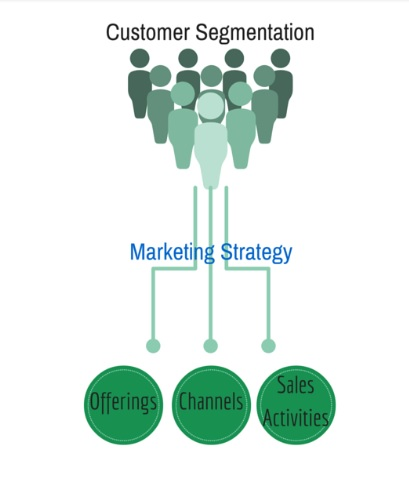 Customer Segmentation
Marketing Strategy
Offerings
Channels
Sales
Activities